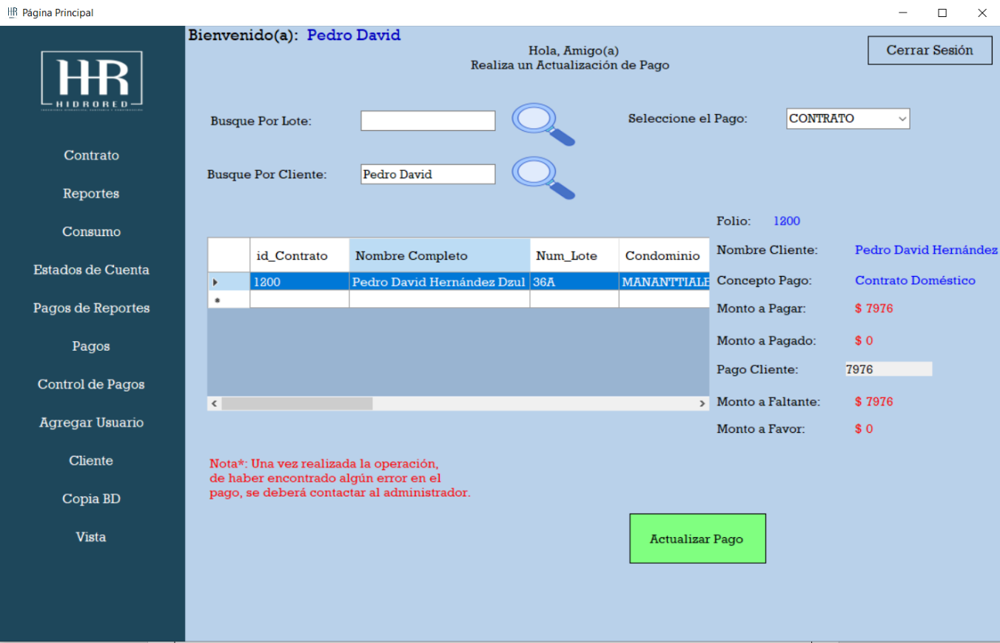 HR Página Principal
Bienvenido(a): Pedro David
Hola, Amigo(a)
Realiza un Actualización de Pago
Cerrar Sesión
HR
HIDRORED
Contrato
Reportes
Consumo
Estados de Cuenta
Pagos de Reportes
Pagos
Control de Pagos
Agregar Usuario
Cliente
Copia BD
Vista
Busque Por Lote:
Seleccione el Pago: CONTRATO
Busque Por Cliente: Pedro David
id_Contrato Nombre Completo Num_Lote Condominio
1200 Pedro David Hernández Dzul 36A MANANTTIALE
Folio: 1200
Nombre Cliente: Pedro David Hernández
Concepto Pago: Contrato Doméstico
Monto a Pagar: $ 7976
Monto a Pagado: $ 0
Pago Cliente: 7976
Monto a Faltante: $ 7976
Monto a Favor: $ 0
Nota*: Una vez realizada la operación,
de haber encontrado algún error en el
pago, se deberá contactar al administrador.
Actualizar Pago